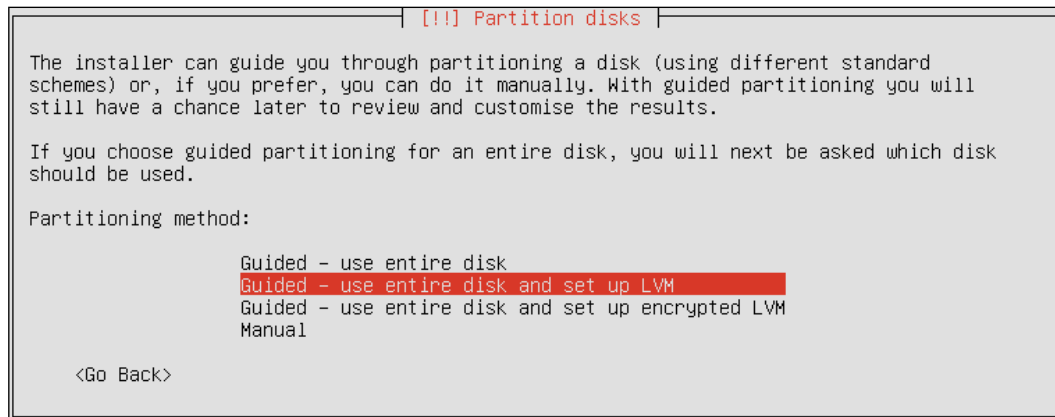 [!!] Partition disks
The installer can guide you through partitioning a disk (using different standard
schemes) or, if you prefer, you can do it manually. With guided partitioning you will
still have a chance later to review and customise the results.
If you choose guided partitioning for an entire disk, you will next be asked which disk
should be used.
Partitioning method:
Guided – use entire disk
Guided – use entire disk and set up LVM
Guided – use entire disk and set up encrypted LVM
Manual
<Go Back>